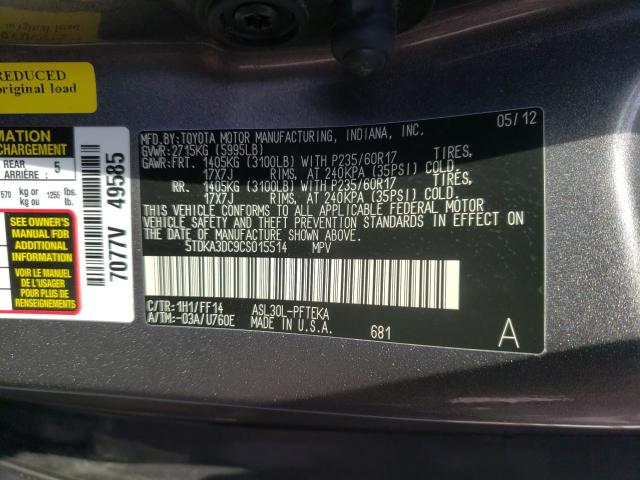 REDUCED
original load
MATION
CHARGEMENT
REAR
ARRIÈRE: 5
570 kg or 1256 lbs.
kg ou lb.
SEE OWNER'S
MANUAL FOR
ADDITIONAL
INFORMATION
VOIR LE MANUEL
DE L'USAGER
POUR PLUS DE
RENSEIGNEMENTS
7077V 49585
05/12
MFD.BY:TOYOTA MOTOR MANUFACTURING, INDIANA, INC.
GVWR:2715KG (5995LB)
GAWR:FRT. 1405KG (3100LB) WITH P235/60R17 TIRES,
17X7J RIMS, AT 240KPA (35PSI) COLD.
RR. 1405KG (3100LB) WITH P235/60R17 TIRES,
17X7J RIMS, AT 240KPA (35PSI) COLD.
THIS VEHICLE CONFORMS TO ALL APPLICABLE FEDERAL MOTOR
VEHICLE SAFETY AND THEFT PREVENTION STANDARDS IN EFFECT ON
THE DATE OF MANUFACTURE SHOWN ABOVE.
5TDKA3DC9CS015514 MPV
C/TR:1H1/FF14 ASL30L-PFTEKA
A/TM:-03A/U760E MADE IN U.S.A. 681
A